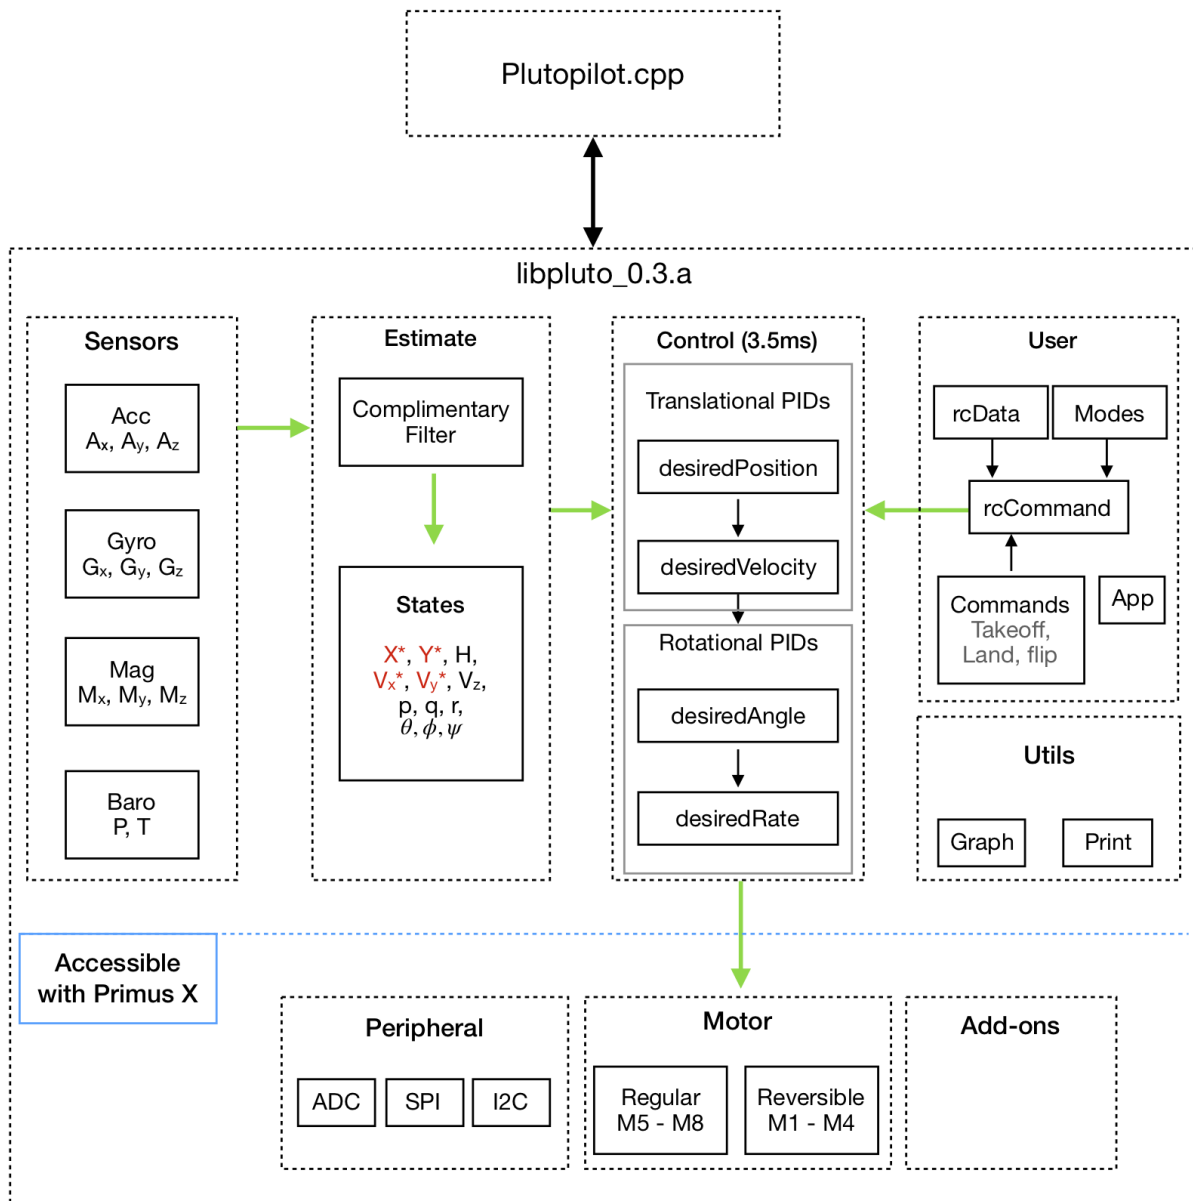 Plutopilot.cpp
libpluto_0.3.a
Sensors
Acc
Ax, Ay, Az
Gyro
Gx, Gy, Gz
Mag
Mx, My, Mz
Baro
P, T
Estimate
Complimentary
Filter
States
X*, Y*, H,
Vx*, Vy*, Vz,
p, q, r,
θ, ϕ, ψ
Control (3.5ms)
Translational PIDs
desiredPosition
desiredVelocity
Rotational PIDs
desiredAngle
desiredRate
User
rcData
Modes
rcCommand
Commands
Takeoff,
Land, flip
App
Utils
Graph
Print
Accessible
with Primus X
Peripheral
ADC
SPI
I2C
Motor
Regular
M5 - M8
Reversible
M1 - M4
Add-ons